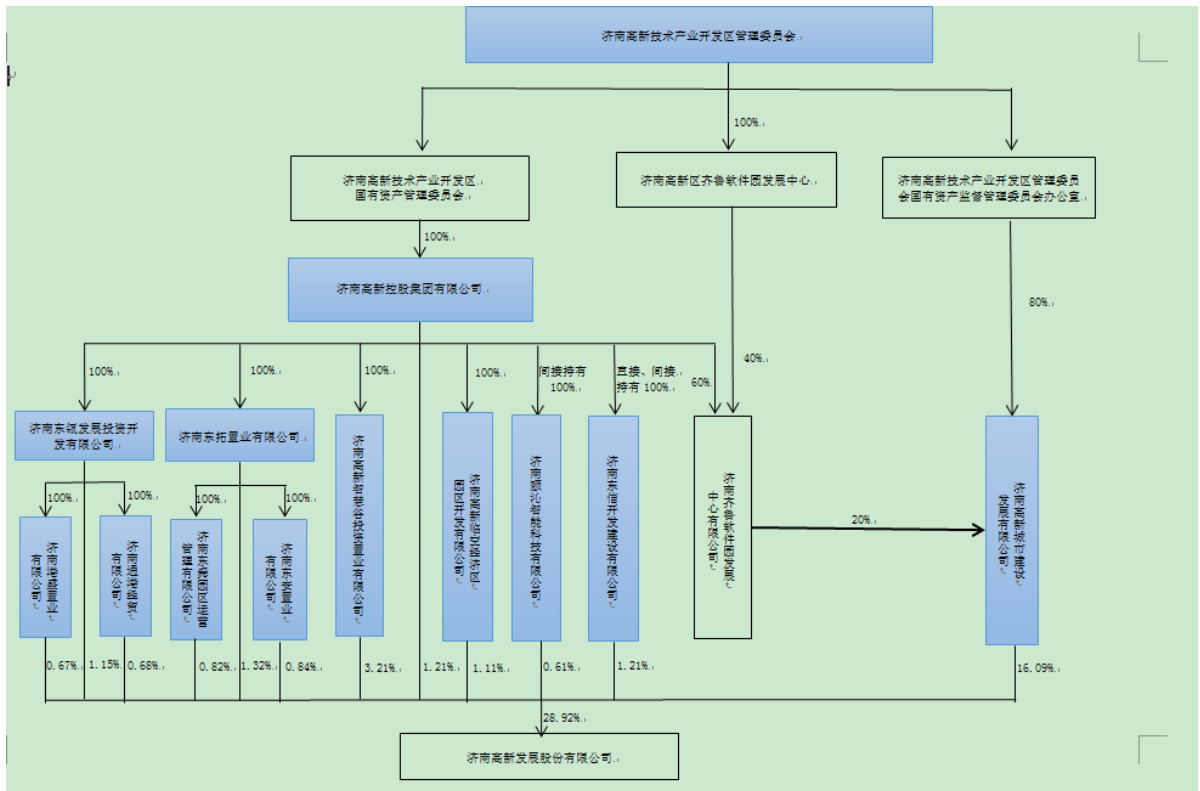 济南高新技术产业开发区管理委员会
100%
济南高新技术产业开发区
国有资产管理委员会
济南高新区齐鲁软件园发展中心
济南高新技术产业开发区管理委员
会国有资产监督管理委员会办公室
100%
济南高新控股集团有限公司
80%
100%
100%
100%
100%
间接持有
100%
直接、间接
持有 100%
60%
40%
济南东瓴发展投资开
发有限公司
济南东拓置业有限公司
济南高新智慧谷投资置业有限公司
济南高新临空经济区
园区开发有限公司
济南颐沁智能科技有限公司
济南东信开发建设有限公司
济南齐鲁软件园发展
中心有限公司
济南高新城市建设
发展有限公司
100%
100%
100%
100%
20%
济南港盛置业
有限公司
济南通港经贸
有限公司
济南东舜园区运营
管理有限公司
济南东安置业
有限公司
0.67%
1.15%
0.68%
0.82%
1.32%
0.84%
3.21%
1.21%
1.11%
0.61%
1.21%
16.09%
28.92%
济南高新发展股份有限公司